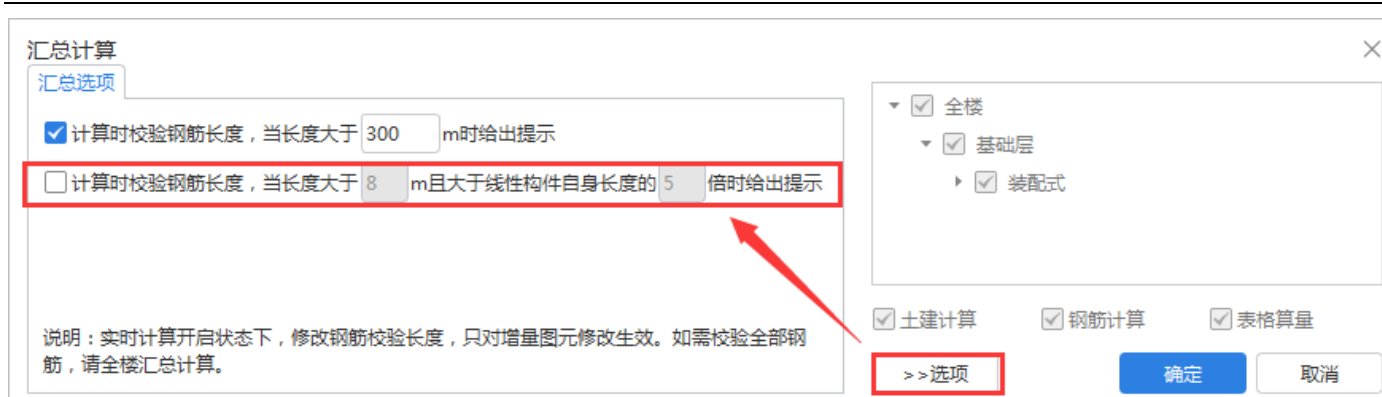 汇总计算
汇总选项
计算时校验钢筋长度，当长度大于 300 m时给出提示
计算时校验钢筋长度，当长度大于 8 m且大于线性构件自身长度的 5 倍时给出提示
说明：实时计算开启状态下，修改钢筋校验长度，只对增量图元修改生效。如需校验全部钢
筋，请全楼汇总计算。
全楼
基础层
装配式
土建计算 钢筋计算 表格算量
>>选项 确定 取消